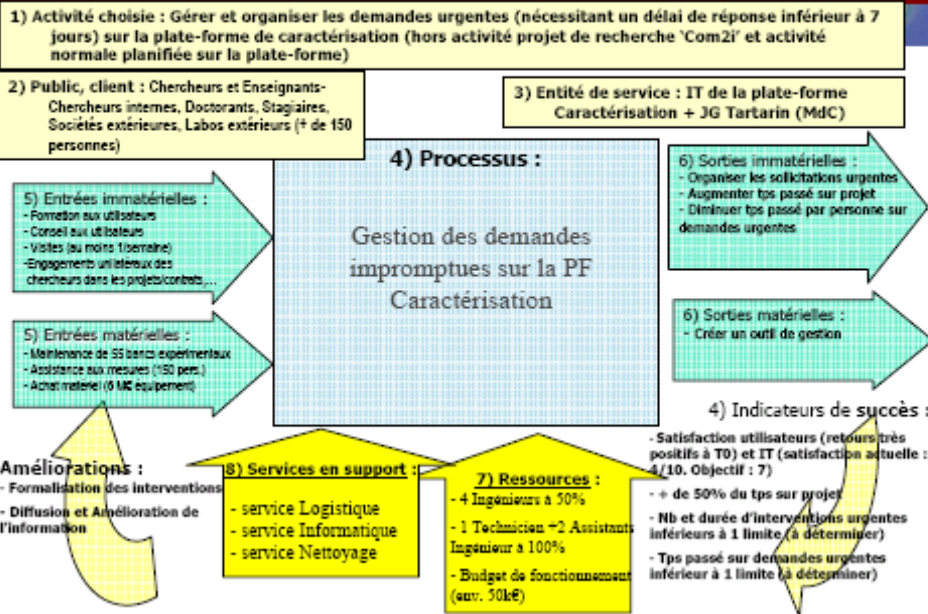 1) Activité choisie : Gérer et organiser les demandes urgentes (nécessitant un délai de réponse inférieur à 7
jours) sur la plate-forme de caractérisation (hors activité projet de recherche 'Com2i' et activité
normale planifiée sur la plate-forme)
2) Public, client : Chercheurs et Enseignants-
Chercheurs internes, Doctorants, Stagiaires,
Sociétés extérieures, Labos extérieurs (+ de 150
personnes)
3) Entité de service : IT de la plate-forme
Caractérisation + JG Tartarin (MdC)
4) Processus :
Gestion des demandes
impromptues sur la PF
Caractérisation
5) Entrées immatérielles :
- Formation aux utilisateurs
- Conseil aux utilisateurs
- Visites (au moins 1/semaine)
-Engagements unilatéraux des
chercheurs dans les projets/contrats,...
5) Entrées matérielles :
- Maintenance de 55 bancs experimentaux
- Assistance aux mesures (150 pers.)
- Achat matériel (6 M€ équipement)
6) Sorties immatérielles :
- Organiser les sollicitations urgentes
- Augmenter tps passé sur projet
- Diminuer tps passé par personne sur
demandes urgentes
6) Sorties matérielles :
- Créer un outil de gestion
4) Indicateurs de succès :
- Satisfaction utilisateurs (retours très
positifs à T0) et IT (satisfaction actuelle :
4/10. Objectif : 7)
- + de 50% du tps sur projet
- Nb et durée d'interventions urgentes
inférieurs à 1 limite (à déterminer)
- Tps passé sur demandes urgentes
inférieur à 1 limite (à déterminer)
Améliorations :
- Formalisation des interventions
- Diffusion et Amélioration de
l'information
8) Services en support :
- service Logistique
- service Informatique
- service Nettoyage
7) Ressources :
- 4 Ingénieurs à 50%
- 1 Technicien +2 Assistants
Ingénieur à 100%
- Budget de fonctionnement
(env. 50k€)